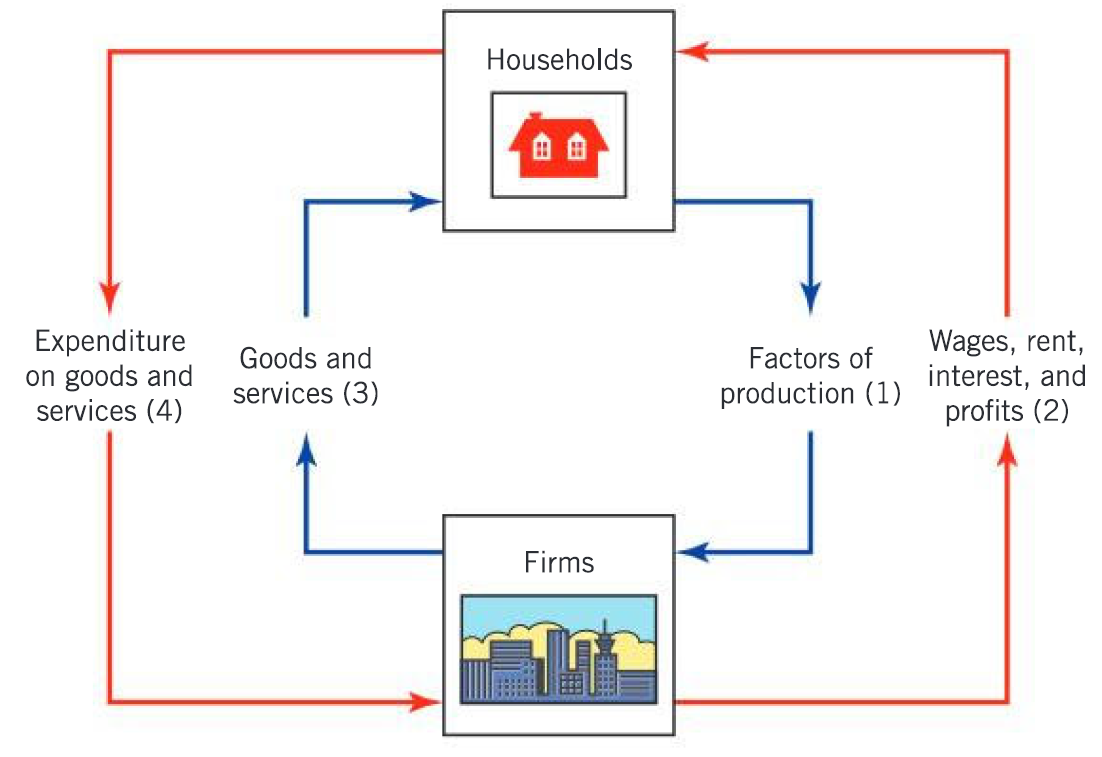 Households
Expenditure
on goods and
services (4)
Goods and
services (3)
Factors of
production (1)
Wages, rent,
interest, and
profits (2)
Firms